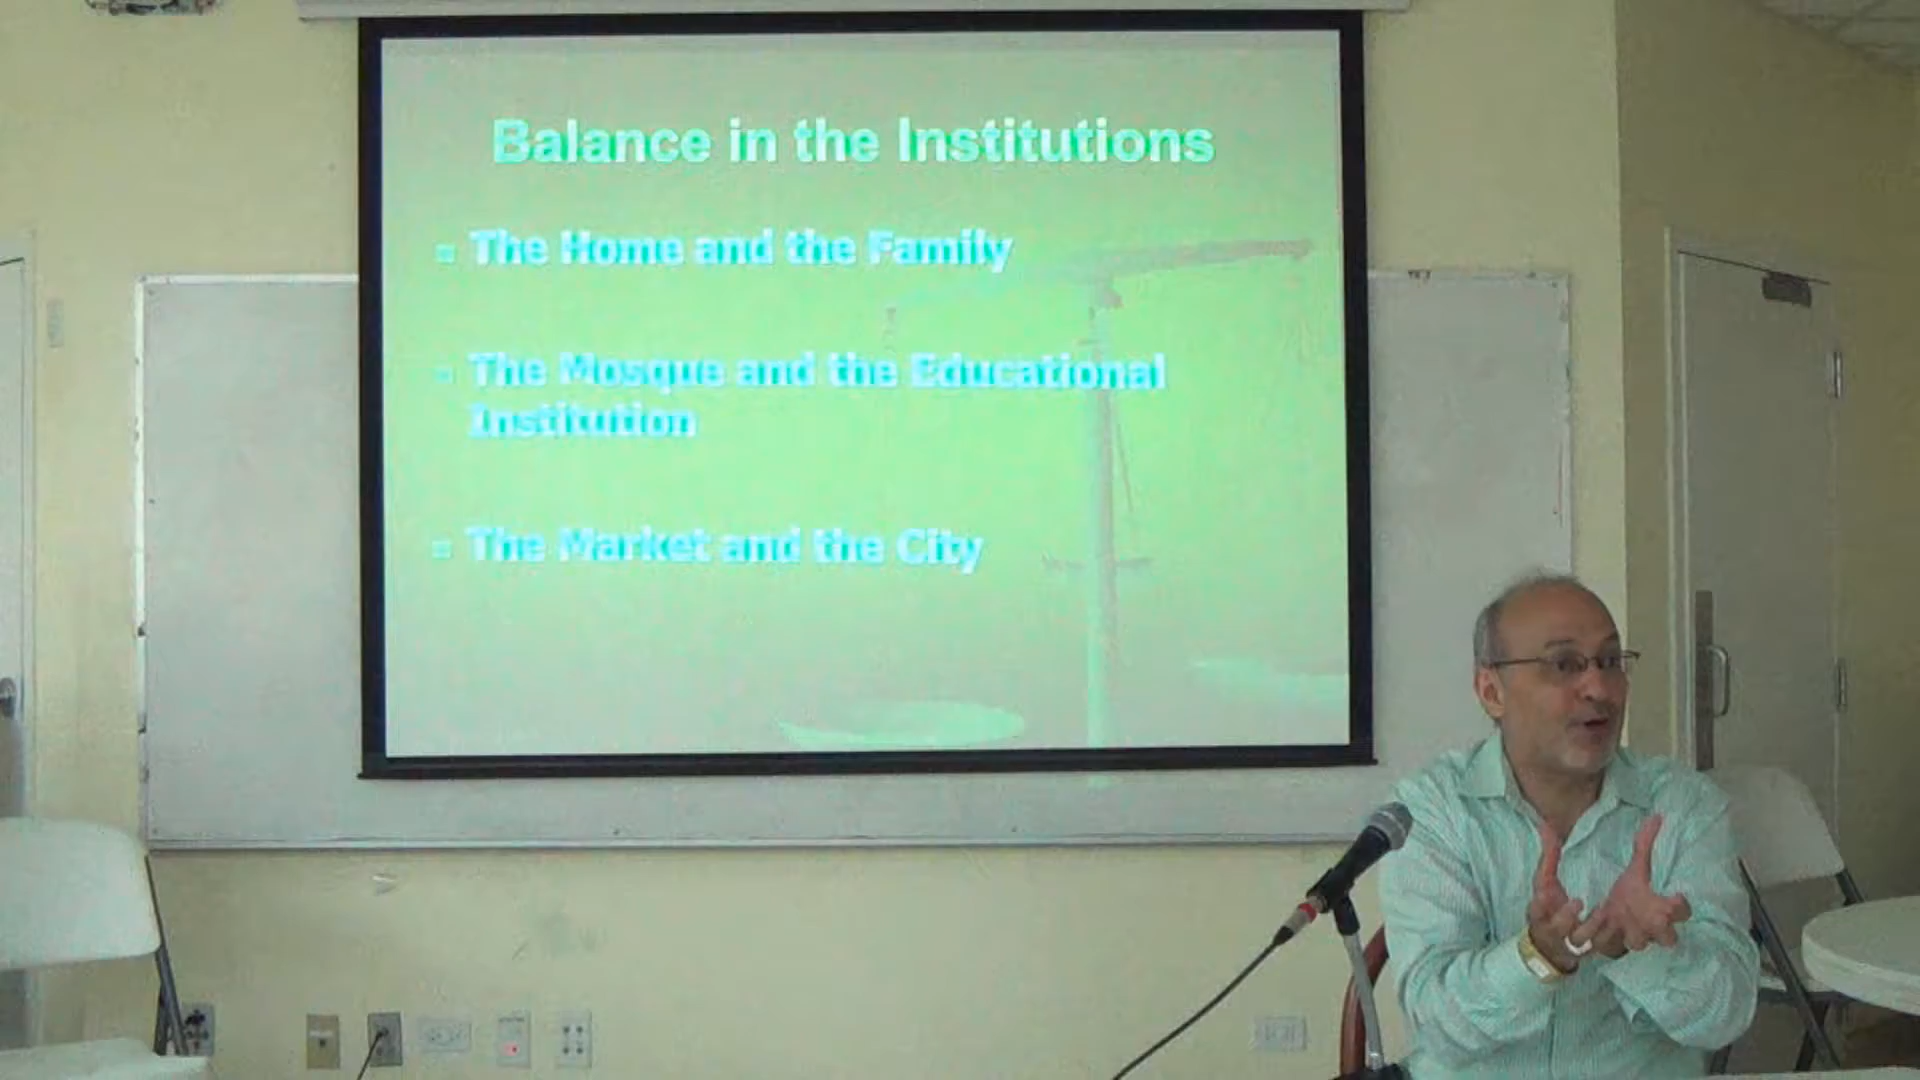 Balance in the Institutions
The Home and the Family
The Mosque and the Educational
Institution
The Market and the City